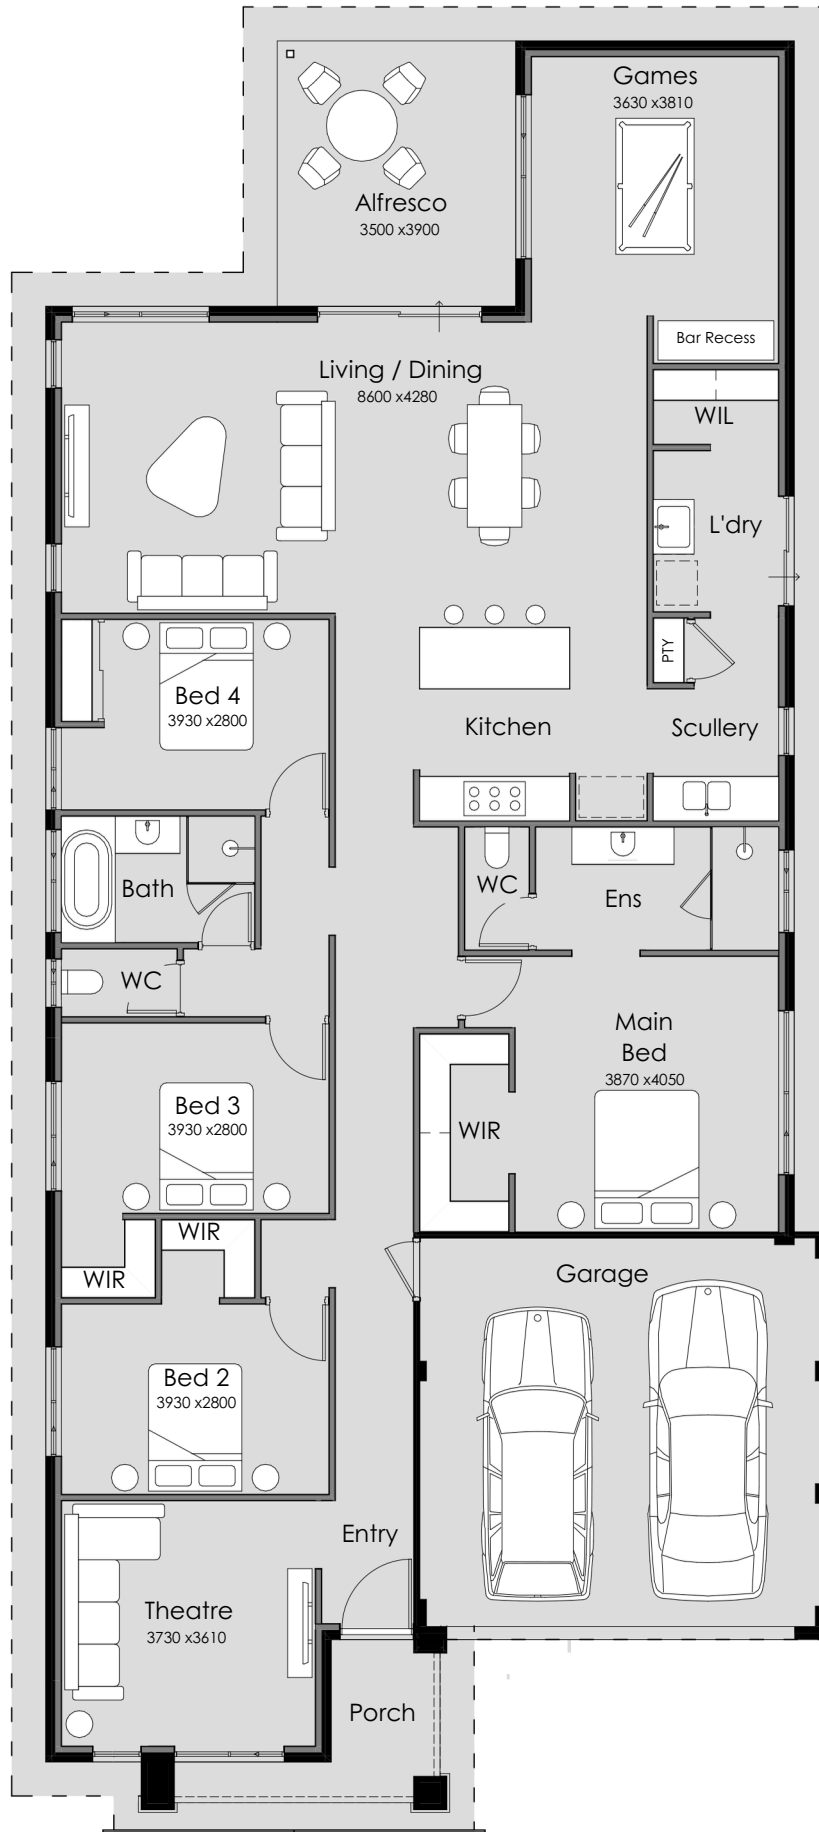 Games
3630 x3810
Alfresco
3500 x3900
Bar Recess
Living / Dining
8600 x4280
WIL
L'dry
PTY
Bed 4
3930 x2800
Kitchen
Scullery
Bath
WC
Ens
WC
Main
Bed
3870 x4050
Bed 3
3930 x2800
WIR
WIR
WIR
Garage
Bed 2
3930 x2800
Entry
Theatre
3730 x3610
Porch